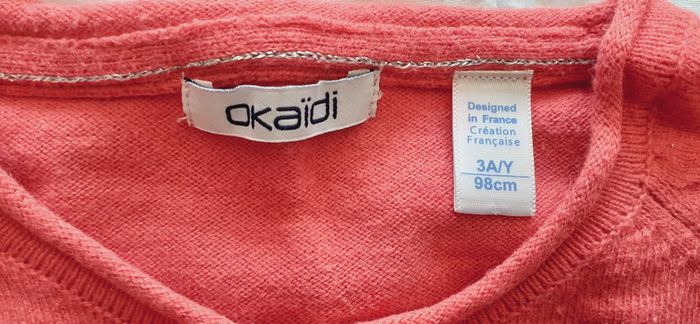 okaïdi
Designed
in France
Création
Française
3A/Y
98cm